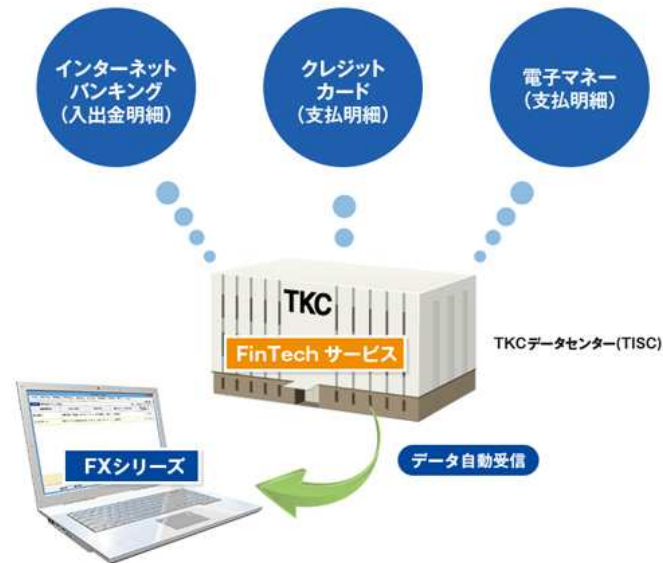 インターネット
バンキング
(入出金明細)
クレジット
カード
(支払明細)
電子マネー
(支払明細)
TKC
FinTech サービス
TKCデータセンター(TISC)
FXシリーズ
データ自動受信